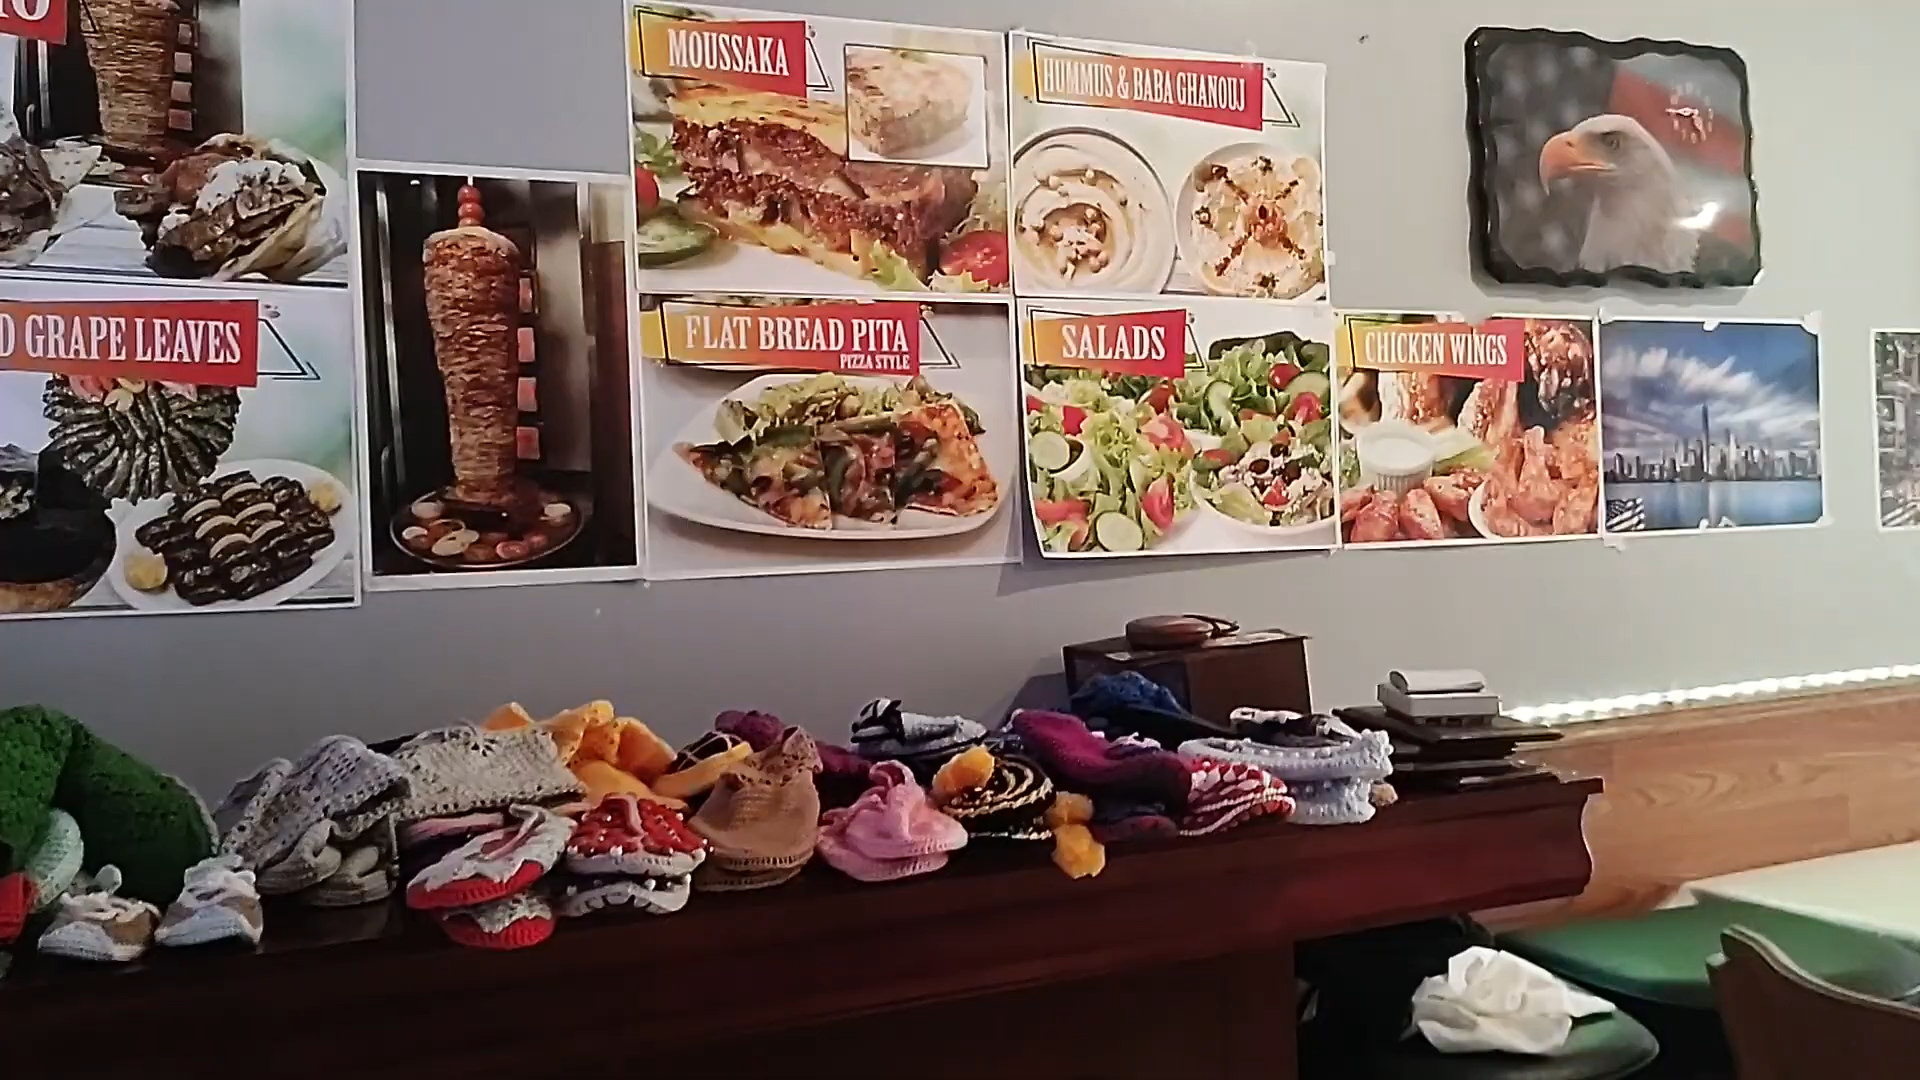 MOUSSAKA
HUMMUS & BABA GHANOUJ
GRAPE LEAVES
FLAT BREAD PITA
PIZZA STYLE
SALADS
CHICKEN WINGS